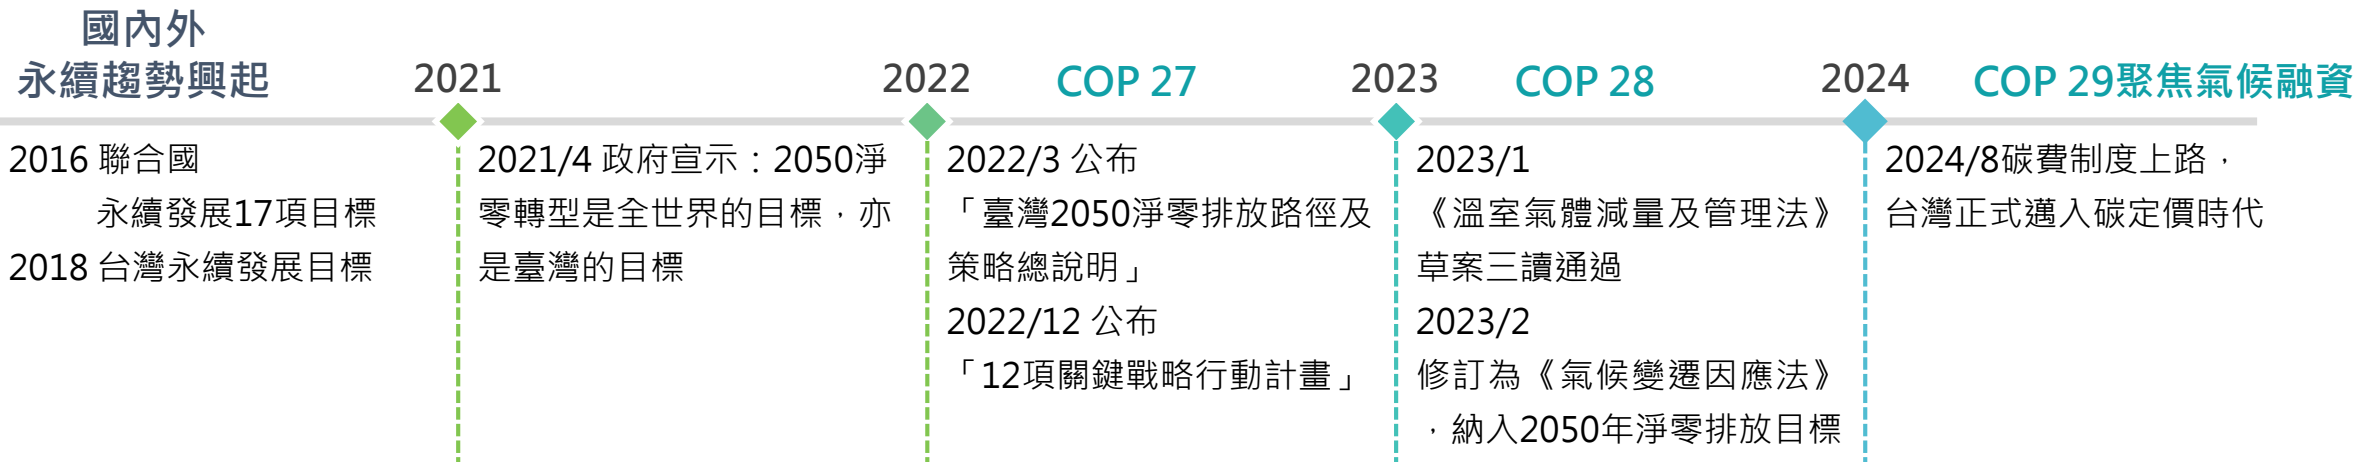 國內外
永續趨勢興起
2016 聯合國
永續發展17項目標
2018 台灣永續發展目標
2021
2021/4 政府宣示：2050淨
零轉型是全世界的目標，亦
是臺灣的目標
2022
COP 27
2022/3 公布
「臺灣2050淨零排放路徑及
策略總說明」
2022/12 公布
「12項關鍵戰略行動計畫」
2023
COP 28
2023/1
《溫室氣體減量及管理法》
草案三讀通過
2023/2
修訂為《氣候變遷因應法》
，納入2050年淨零排放目標
2024
COP 29聚焦氣候融資
2024/8碳費制度上路，
台灣正式邁入碳定價時代